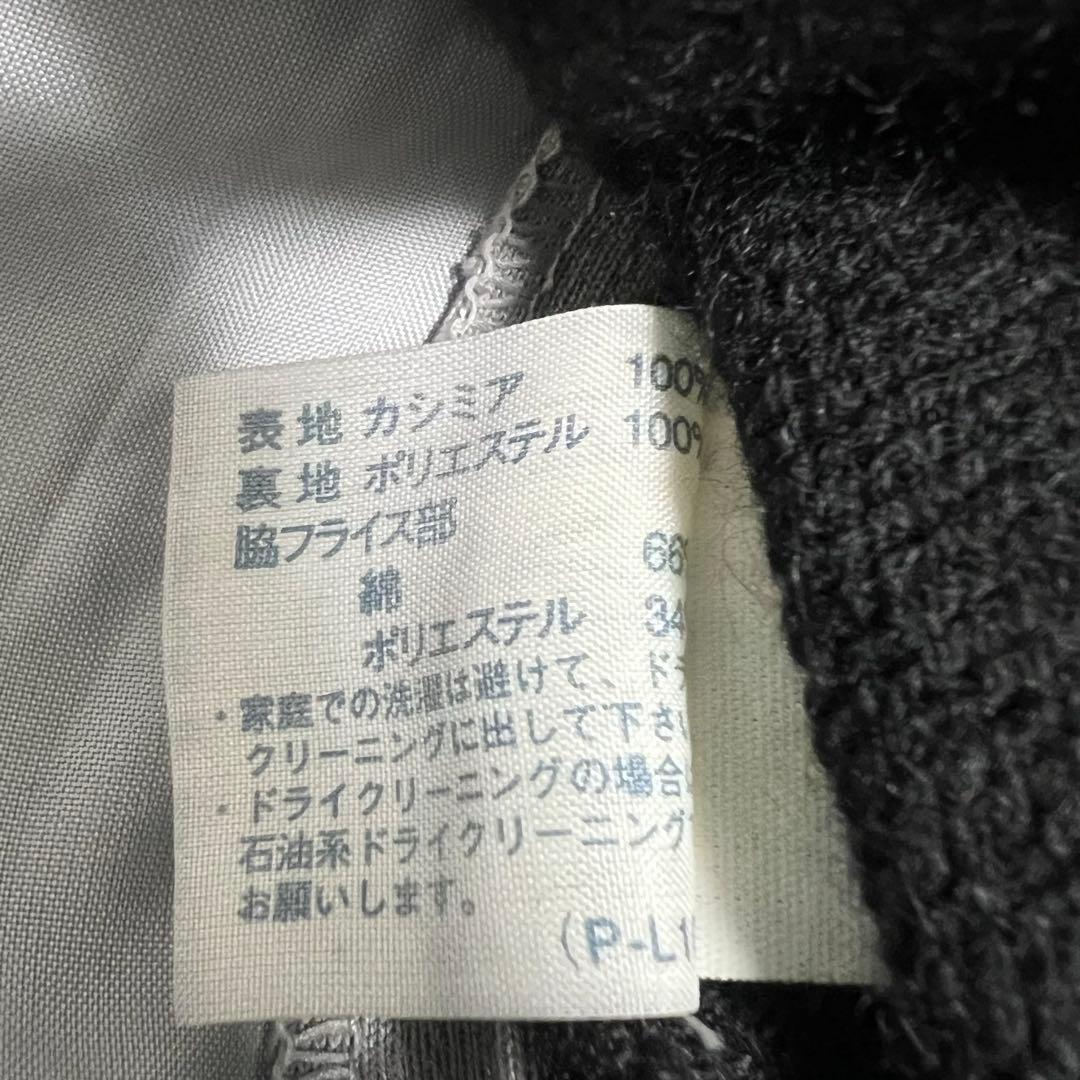 表地 カシミア 100%
裏地 ポリエステル 100%
脇フライス部
綿 66
ポリエステル 34
・家庭での洗濯は避けて、ド
クリーニングに出して下さい
・ドライクリーニングの場合
石油系ドライクリーニング
お願いします。
(P-L1